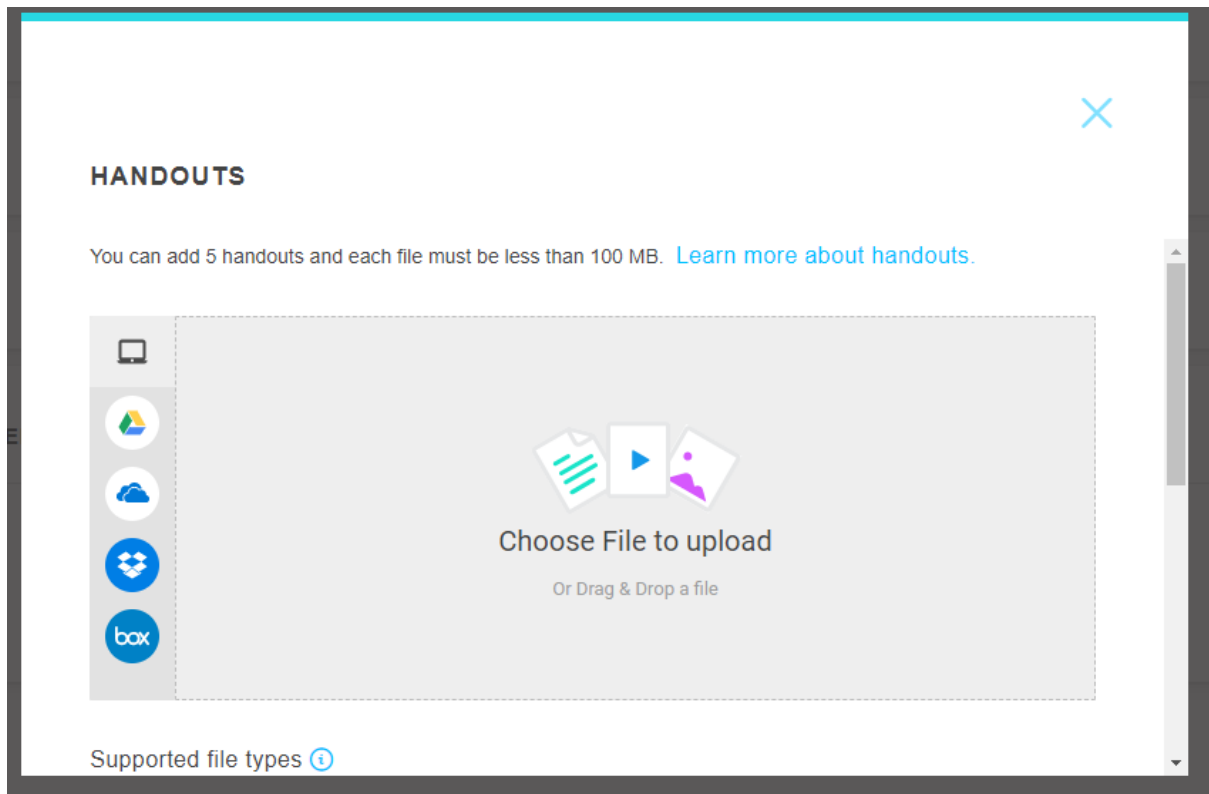 HANDOUTS
You can add 5 handouts and each file must be less than 100 MB. Learn more about handouts.
Choose File to upload
Or Drag & Drop a file
box
Supported file types